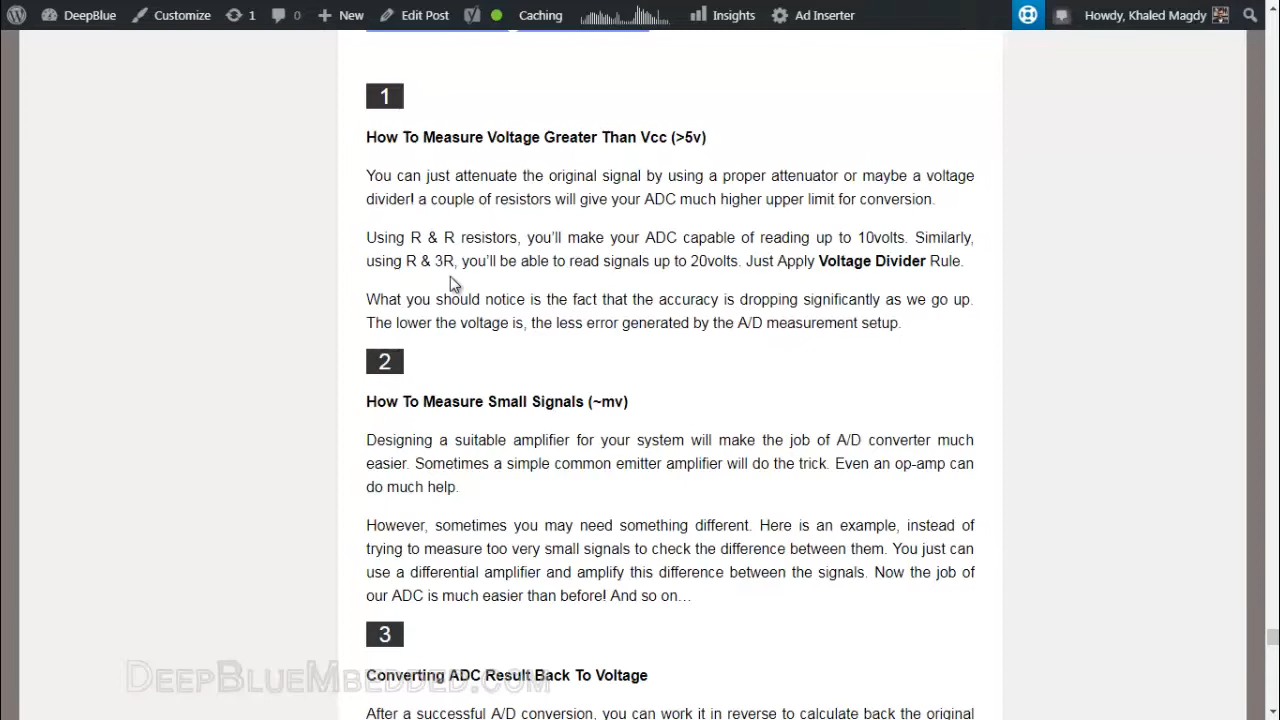 DeepBlue Customize 1 0 New Edit Post Caching Insights Ad Inserter Howdy, Khaled Magdy
1
How To Measure Voltage Greater Than Vcc (>5v)
You can just attenuate the original signal by using a proper attenuator or maybe a voltage
divider! a couple of resistors will give your ADC much higher upper limit for conversion.
Using R & R resistors, you'll make your ADC capable of reading up to 10volts. Similarly,
using R & 3R, you'll be able to read signals up to 20volts. Just Apply Voltage Divider Rule.
What you should notice is the fact that the accuracy is dropping significantly as we go up.
The lower the voltage is, the less error generated by the A/D measurement setup.
2
How To Measure Small Signals (~mv)
Designing a suitable amplifier for your system will make the job of A/D converter much
easier. Sometimes a simple common emitter amplifier will do the trick. Even an op-amp can
do much help.
However, sometimes you may need something different. Here is an example, instead of
trying to measure too very small signals to check the difference between them. You just can
use a differential amplifier and amplify this difference between the signals. Now the job of
our ADC is much easier than before! And so on…
3
Converting ADC Result Back To Voltage
DeepBlueMbedded.com
After a successful A/D conversion, you can work it in reverse to calculate back the original